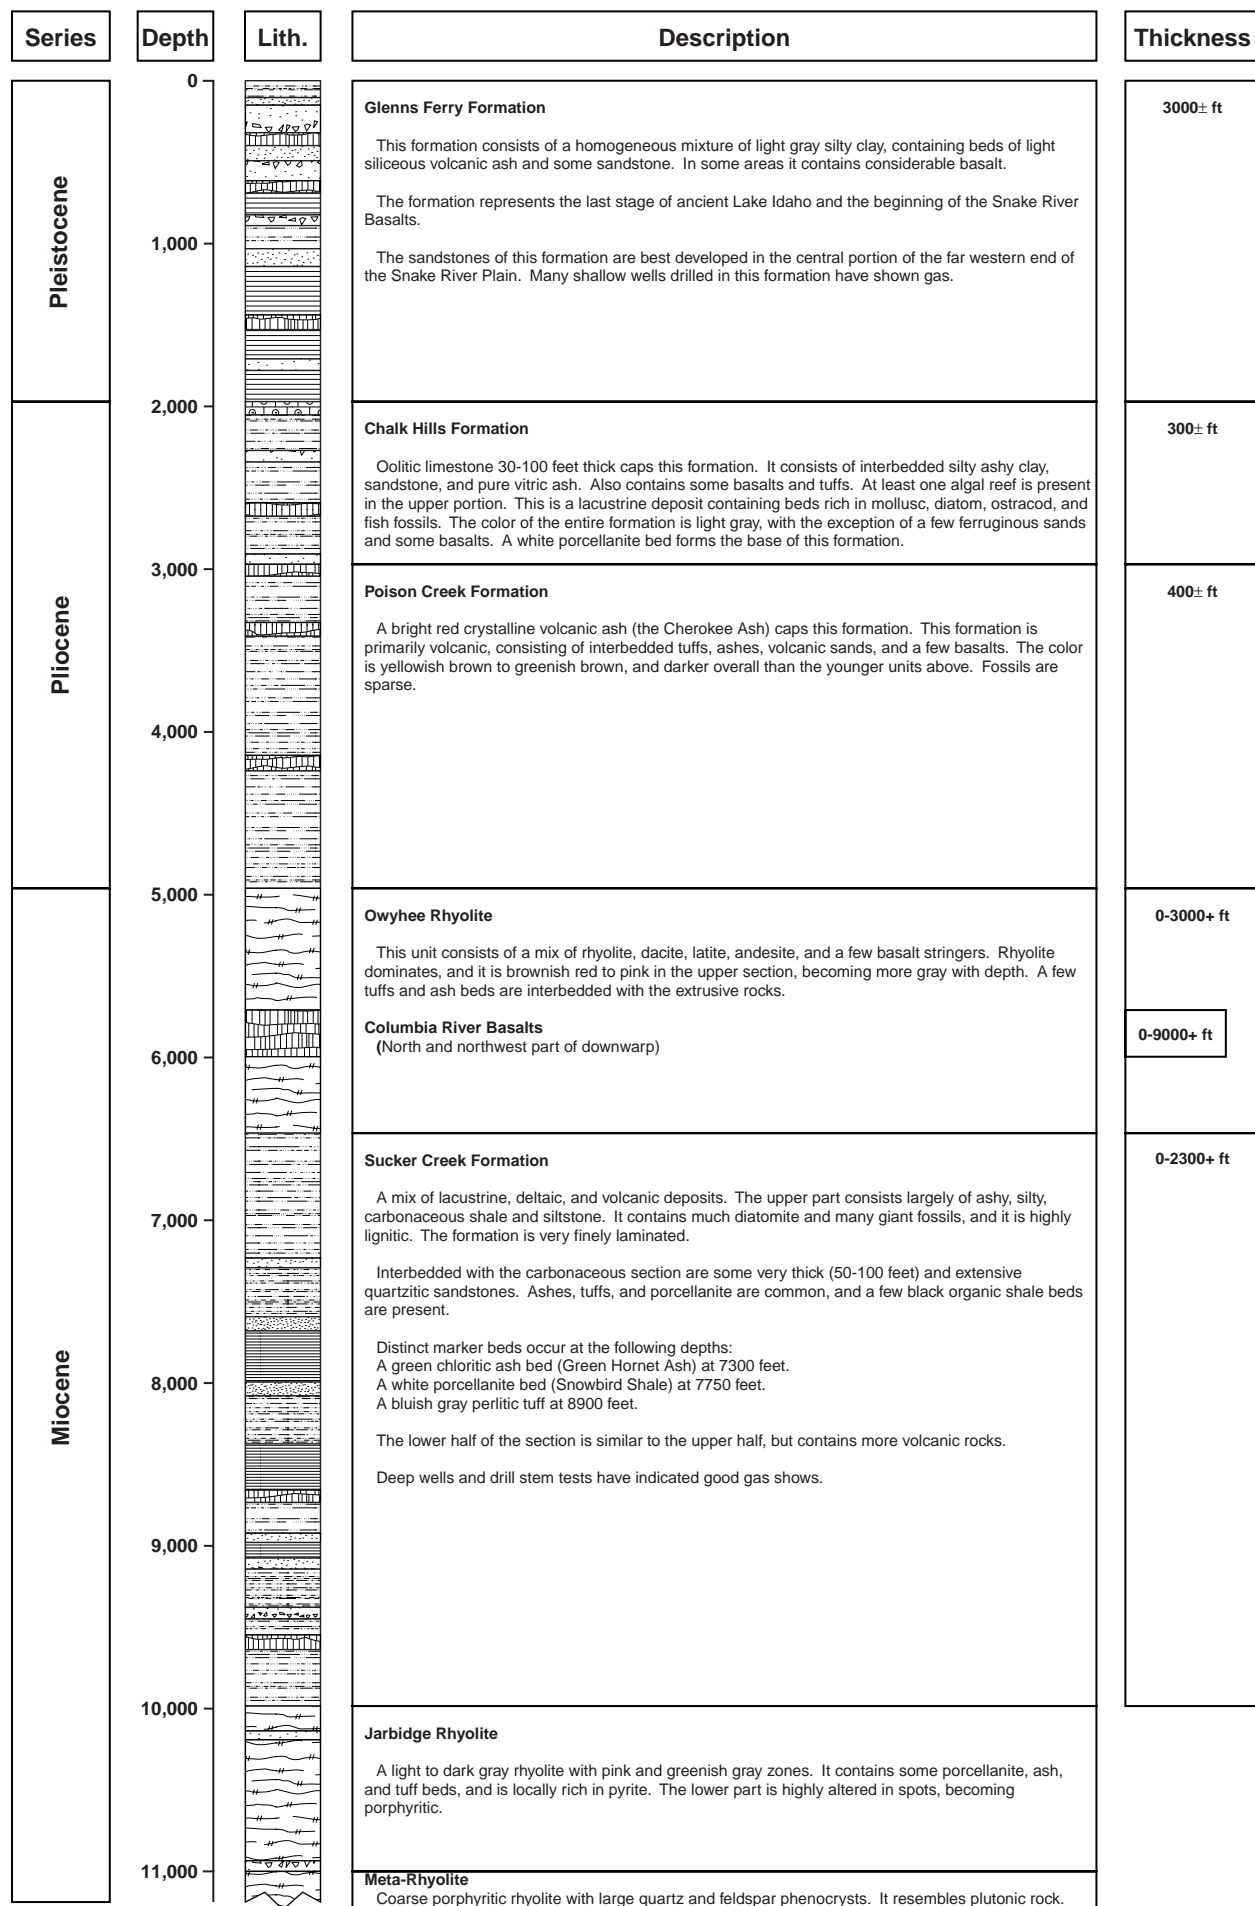 Series
Depth
Lith.
Description
Thickness
0
1,000
2,000
3,000
4,000
5,000
6,000
7,000
8,000
9,000
10,000
11,000
Pleistocene
Pliocene
Miocene
Glenns Ferry Formation
3000± ft
This formation consists of a homogeneous mixture of light gray silty clay, containing beds of light
siliceous volcanic ash and some sandstone. In some areas it contains considerable basalt.
The formation represents the last stage of ancient Lake Idaho and the beginning of the Snake River
Basalts.
The sandstones of this formation are best developed in the central portion of the far western end of
the Snake River Plain. Many shallow wells drilled in this formation have shown gas.
Chalk Hills Formation
300± ft
Oolitic limestone 30-100 feet thick caps this formation. It consists of interbedded silty ashy clay,
sandstone, and pure vitric ash. Also contains some basalts and tuffs. At least one algal reef is present
in the upper portion. This is a lacustrine deposit containing beds rich in mollusc, diatom, ostracod, and
fish fossils. The color of the entire formation is light gray, with the exception of a few ferruginous sands
and some basalts. A white porcellanite bed forms the base of this formation.
Poison Creek Formation
400± ft
A bright red crystalline volcanic ash (the Cherokee Ash) caps this formation. This formation is
primarily volcanic, consisting of interbedded tuffs, ashes, volcanic sands, and a few basalts. The color
is yellowish brown to greenish brown, and darker overall than the younger units above. Fossils are
sparse.
Owyhee Rhyolite
0-3000+ ft
This unit consists of a mix of rhyolite, dacite, latite, andesite, and a few basalt stringers. Rhyolite
dominates, and it is brownish red to pink in the upper section, becoming more gray with depth. A few
tuffs and ash beds are interbedded with the extrusive rocks.
Columbia River Basalts
0-9000+ ft
(North and northwest part of downwarp)
Sucker Creek Formation
0-2300+ ft
A mix of lacustrine, deltaic, and volcanic deposits. The upper part consists largely of ashy, silty,
carbonaceous shale and siltstone. It contains much diatomite and many giant fossils, and it is highly
lignitic. The formation is very finely laminated.
Interbedded with the carbonaceous section are some very thick (50-100 feet) and extensive
quartzitic sandstones. Ashes, tuffs, and porcellanite are common, and a few black organic shale beds
are present.
Distinct marker beds occur at the following depths:
A green chloritic ash bed (Green Hornet Ash) at 7300 feet.
A white porcellanite bed (Snowbird Shale) at 7750 feet.
A bluish gray perlitic tuff at 8900 feet.
The lower half of the section is similar to the upper half, but contains more volcanic rocks.
Deep wells and drill stem tests have indicated good gas shows.
Jarbidge Rhyolite
A light to dark gray rhyolite with pink and greenish gray zones. It contains some porcellanite, ash,
and tuff beds, and is locally rich in pyrite. The lower part is highly altered in spots, becoming
porphyritic.
Meta-Rhyolite
Coarse porphyritic rhyolite with large quartz and feldspar phenocrysts. It resembles plutonic rock.